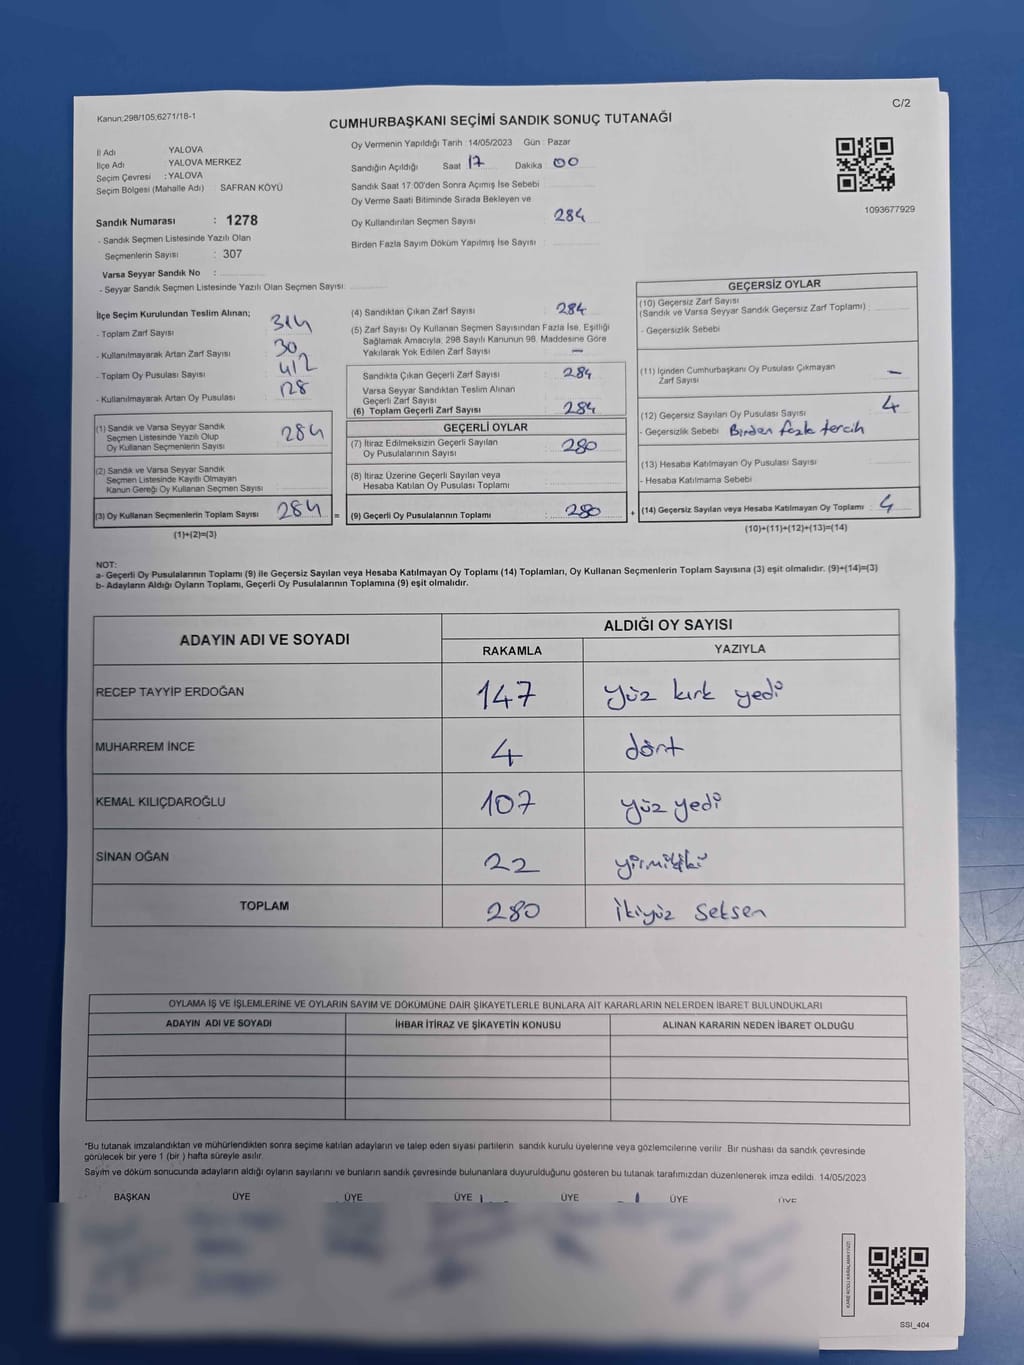 Kanun;298/105;6271/18-1
C/2
CUMHURBAŞKANI SEÇİMİ SANDIK SONUÇ TUTANAĞI
İl Adı YALOVA
İlçe Adı : YALOVA MERKEZ
Seçim Çevresi : YALOVA
Seçim Bölgesi (Mahalle Adı) SAFRAN KÖYÜ
Sandık Numarası : 1278
- Sandık Seçmen Listesinde Yazılı Olan
Seçmenlerin Sayısı : 307
Varsa Seyyar Sandık No :
- Seyyar Sandık Seçmen Listesinde Yazılı Olan Seçmen Sayısı:
Oy Vermenin Yapıldığı Tarih : 14/05/2023 Gün : Pazar
Sandığın Açıldığı Saat 17 Dakika 00
Sandık Saat 17:00'den Sonra Açımış İse Sebebi
Oy Verme Saati Bitiminde Sırada Bekleyen ve
Oy Kullandırılan Seçmen Sayısı 284
Birden Fazla Sayım Döküm Yapılmış İse Sayısı :
1093677929
İlçe Seçim Kurulundan Teslim Alınan;
- Toplam Zarf Sayısı 314
- Kullanılmayarak Artan Zarf Sayısı 30
- Toplam Oy Pusulası Sayısı 412
- Kullanılmayarak Artan Oy Pusulası 128
(1) Sandık ve Varsa Seyyar Sandık
Seçmen Listesinde Yazılı Olup
Oy Kullanan Seçmenlerin Sayısı 284
(2) Sandık ve Varsa Seyyar Sandık
Seçmen Listesinde Kayıtlı Olmayan
Kanun Gereği Oy Kullanan Seçmen Sayısı :
(3) Oy Kullanan Seçmenlerin Toplam Sayısı 284 =
(1)+(2)=(3)
(4) Sandıktan Çıkan Zarf Sayısı 284
(5) Zarf Sayısı Oy Kullanan Seçmen Sayısından Fazla İse, Eşitliği
Sağlamak Amacıyla, 298 Sayılı Kanunun 98. Maddesine Göre
Yakılarak Yok Edilen Zarf Sayısı : —
Sandıkta Çıkan Geçerli Zarf Sayısı : 284
Varsa Seyyar Sandıktan Teslim Alınan
Geçerli Zarf Sayısı
(6) Toplam Geçerli Zarf Sayısı 284
GEÇERLİ OYLAR
(7) İtiraz Edilmeksizin Geçerli Sayılan
Oy Pusulalarının Sayısı : 280
(8) İtiraz Üzerine Geçerli Sayılan veya
Hesaba Katılan Oy Pusulası Toplamı :
(9) Geçerli Oy Pusulalarının Toplamı : 280 +
GEÇERSİZ OYLAR
(10) Geçersiz Zarf Sayısı
(Sandık ve Varsa Seyyar Sandık Geçersiz Zarf Toplamı) :
- Geçersizlik Sebebi
(11) İçinden Cumhurbaşkanı Oy Pusulası Çıkmayan
Zarf Sayısı —
(12) Geçersiz Sayılan Oy Pusulası Sayısı 4
- Geçersizlik Sebebi Birden fazla tercih
(13) Hesaba Katılmayan Oy Pusulası Sayısı
- Hesaba Katılmama Sebebi
(14) Geçersiz Sayılan veya Hesaba Katılmayan Oy Toplamı : 4
(10)+(11)+(12)+(13)=(14)
NOT:
a- Geçerli Oy Pusulalarının Toplamı (9) ile Geçersiz Sayılan veya Hesaba Katılmayan Oy Toplamı (14) Toplamları, Oy Kullanan Seçmenlerin Toplam Sayısına (3) eşit olmalıdır. (9)+(14)=(3)
b- Adayların Aldığı Oyların Toplamı, Geçerli Oy Pusulalarının Toplamına (9) eşit olmalıdır.
ADAYIN ADI VE SOYADI ALDIĞI OY SAYISI
RAKAMLA YAZIYLA
RECEP TAYYİP ERDOĞAN 147 yüz kırk yedi
MUHARREM İNCE 4 dört
KEMAL KILIÇDAROĞLU 107 yüz yedi
SİNAN OĞAN 22 yirmi iki
TOPLAM 280 ikiyüz seksen
OYLAMA İŞ VE İŞLEMLERİNE VE OYLARIN SAYIM VE DÖKÜMÜNE DAİR ŞİKAYETLERLE BUNLARA AİT KARARLARIN NELERDEN İBARET BULUNDUKLARI
ADAYIN ADI VE SOYADI İHBAR İTİRAZ VE ŞİKAYETİN KONUSU ALINAN KARARIN NEDEN İBARET OLDUĞU
*Bu tutanak imzalandıktan ve mühürlendikten sonra seçime katılan adayların ve talep eden siyasi partilerin sandık kurulu üyelerine veya gözlemcilerine verilir. Bir nushası da sandık çevresinde
görülecek bir yere 1 (bir ) hafta süreyle asılır.
Sayım ve döküm sonucunda adayların aldığı oyların sayılarını ve bunların sandık çevresinde bulunanlara duyurulduğunu gösteren bu tutanak tarafımızdan düzenlenerek imza edildi. 14/05/2023
BAŞKAN ÜYE ÜYE ÜYE ÜYE ÜYE ÜYE
SSI_404